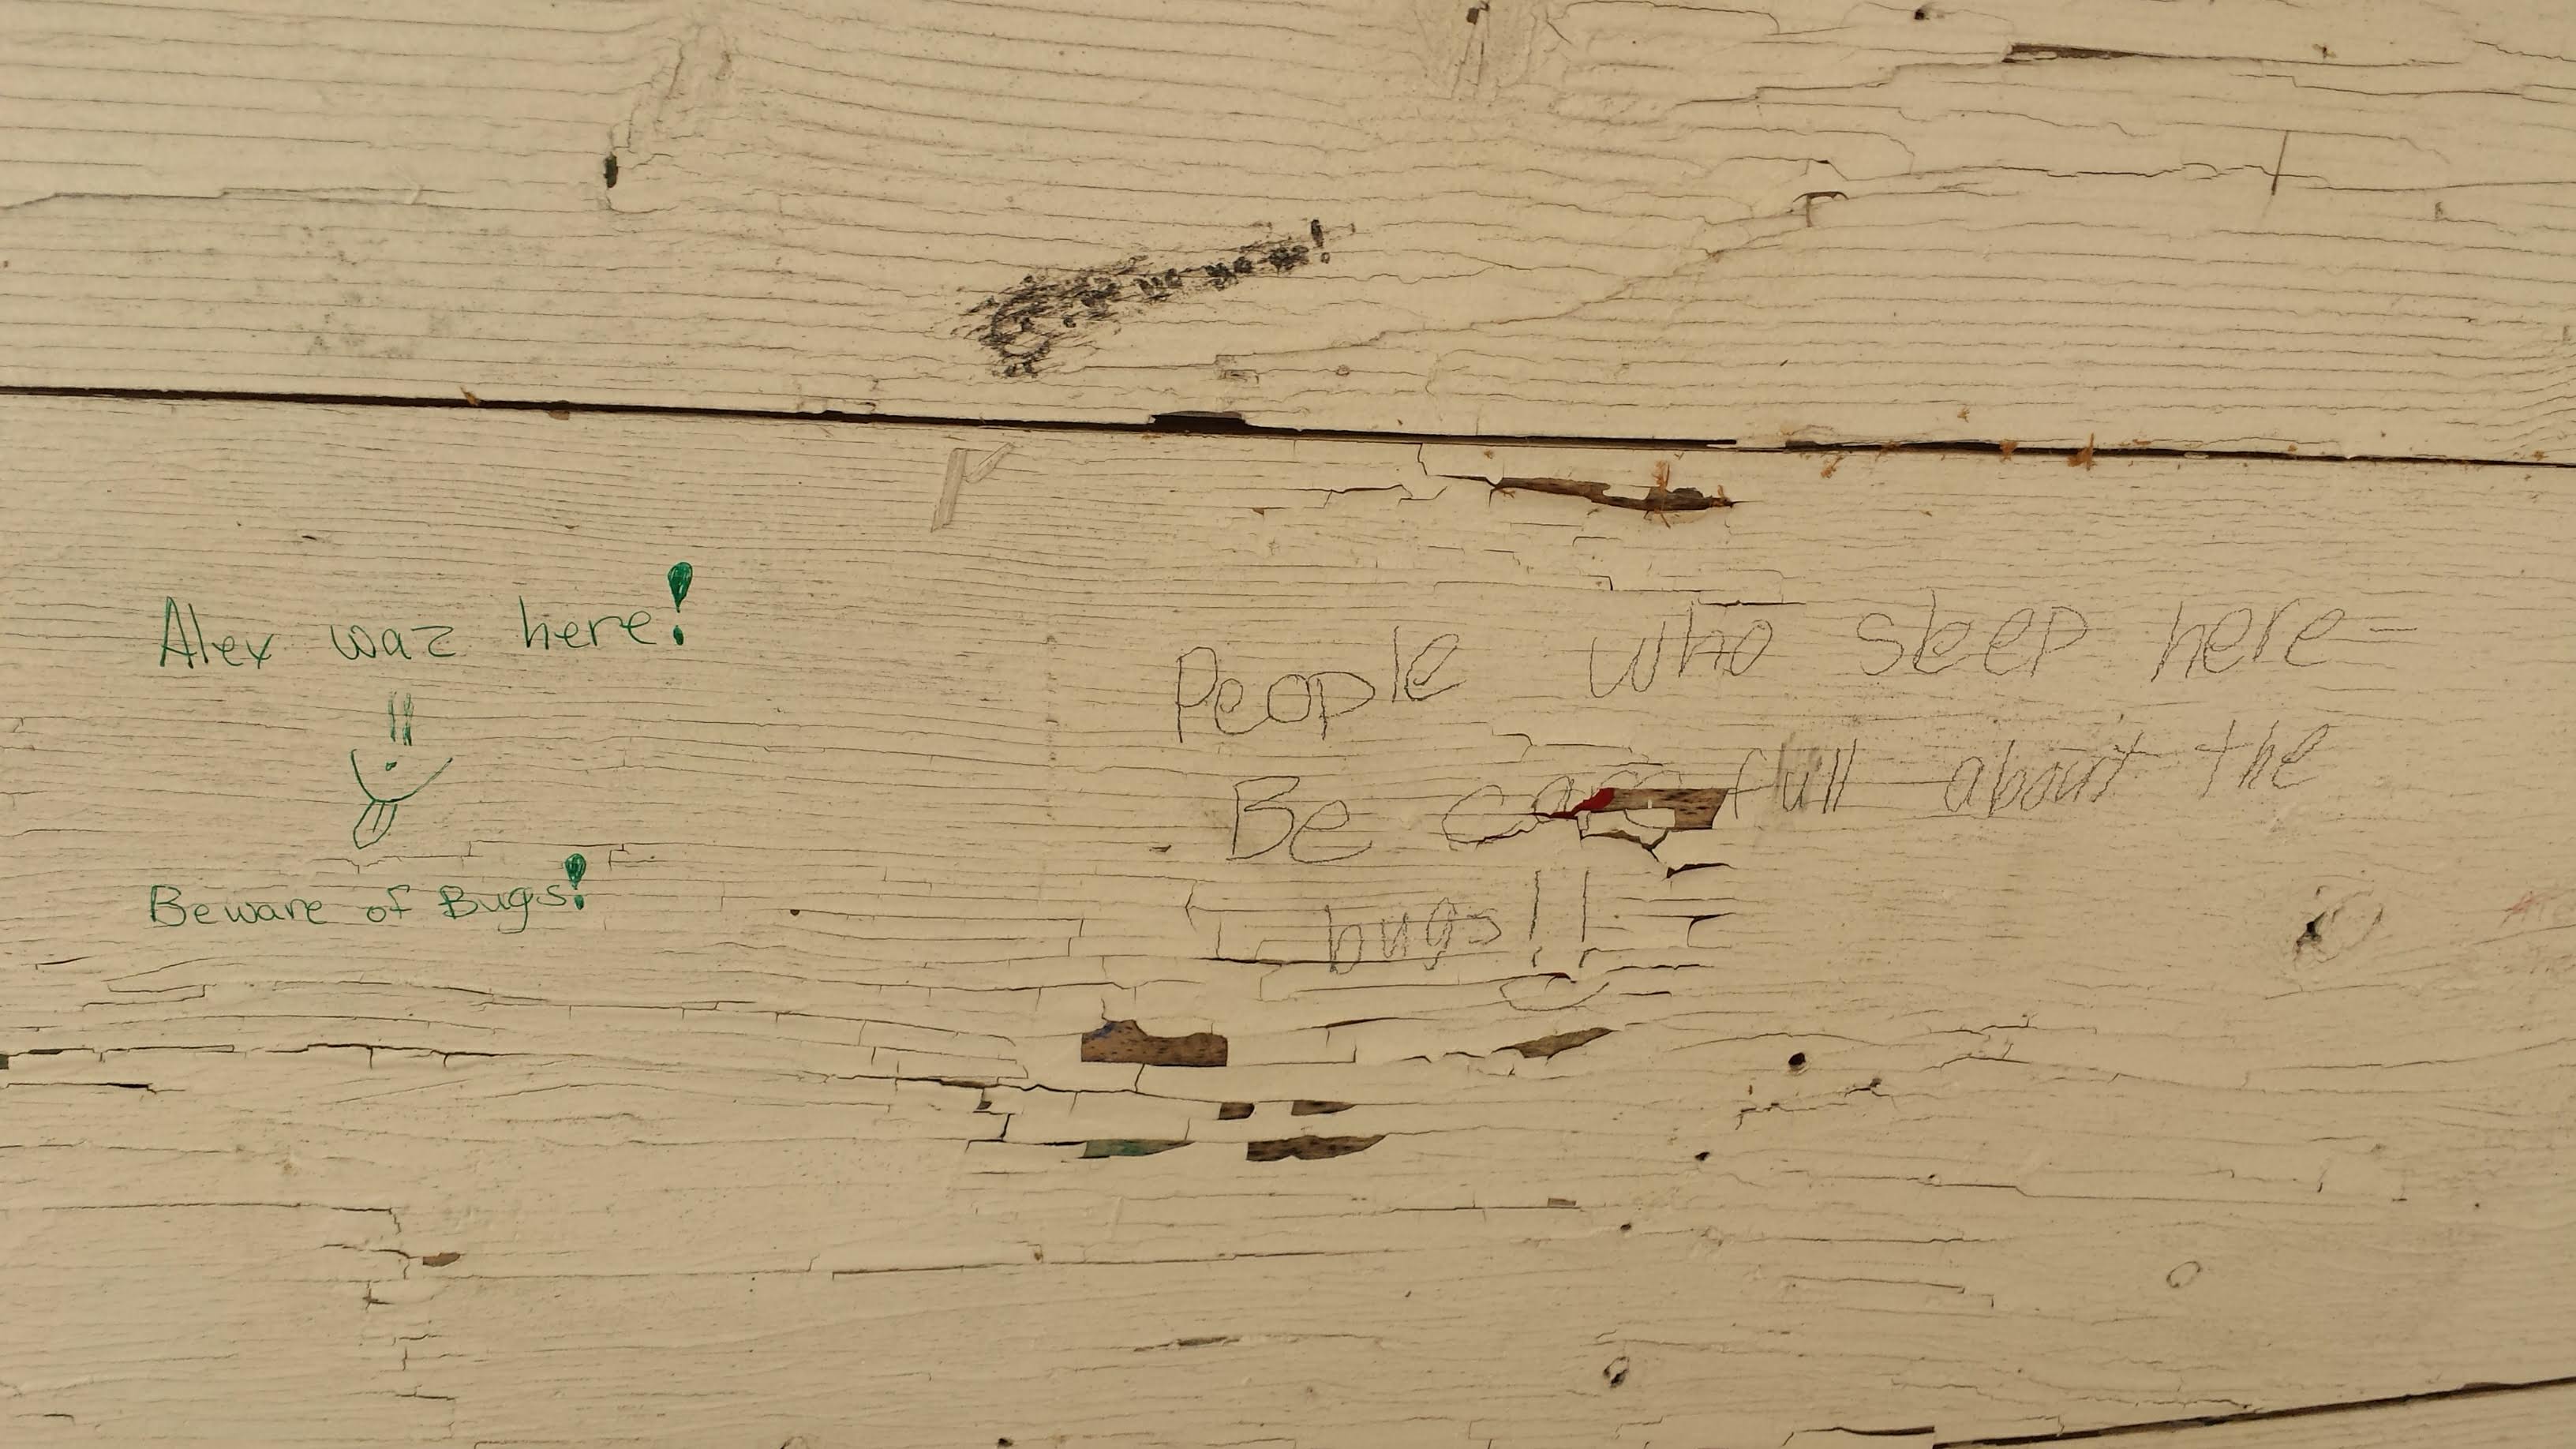 Alex waz here!
Beware of Bugs!
People who sleep here-
Be carefull about the
bugs!!